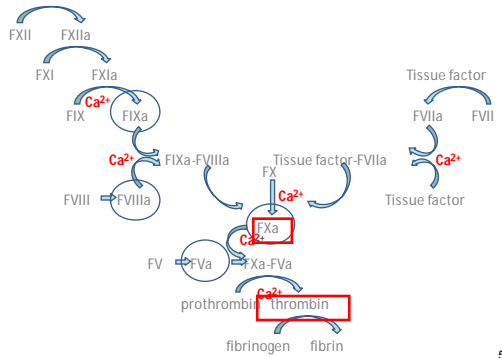 FXII FXIIa
FXI FXIa
Tissue factor
Ca2+
FIX FIXa
FVIIa FVII
Ca2+
FIXa-FVIIIa
Tissue factor-FVIIa
Ca2+
FX
Ca2+
FVIII FVIIIa
Tissue factor
FXa
Ca2+
FV FVa FXa-FVa
Ca2+
prothrombin thrombin
fibrinogen fibrin